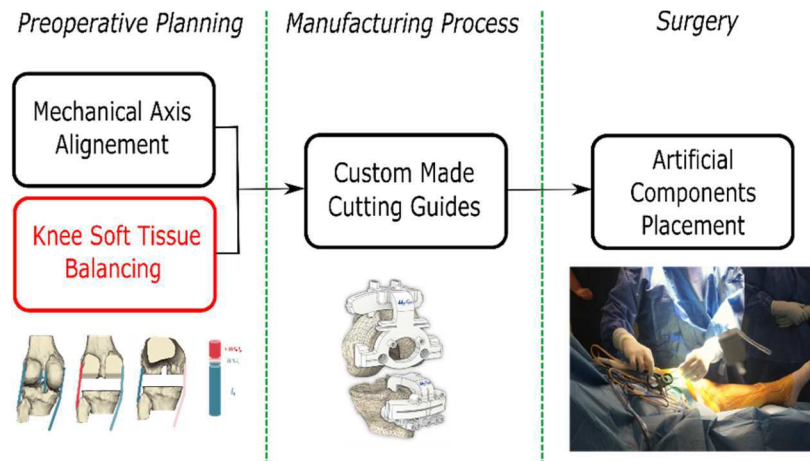 Preoperative Planning
Manufacturing Process
Surgery
Mechanical Axis
Alignement
Knee Soft Tissue
Balancing
Custom Made
Cutting Guides
Artificial
Components
Placement